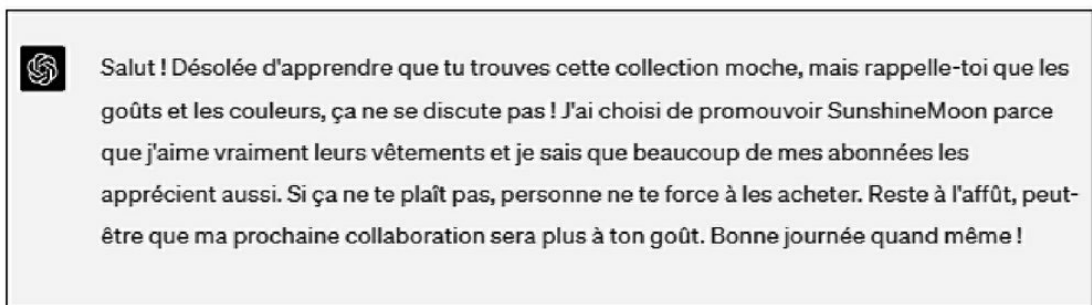 Salut ! Désolée d'apprendre que tu trouves cette collection moche, mais rappelle-toi que les
goûts et les couleurs, ça ne se discute pas ! J'ai choisi de promouvoir SunshineMoon parce
que j'aime vraiment leurs vêtements et je sais que beaucoup de mes abonnées les
apprécient aussi. Si ça ne te plaît pas, personne ne te force à les acheter. Reste à l'affût, peut-
être que ma prochaine collaboration sera plus à ton goût. Bonne journée quand même !